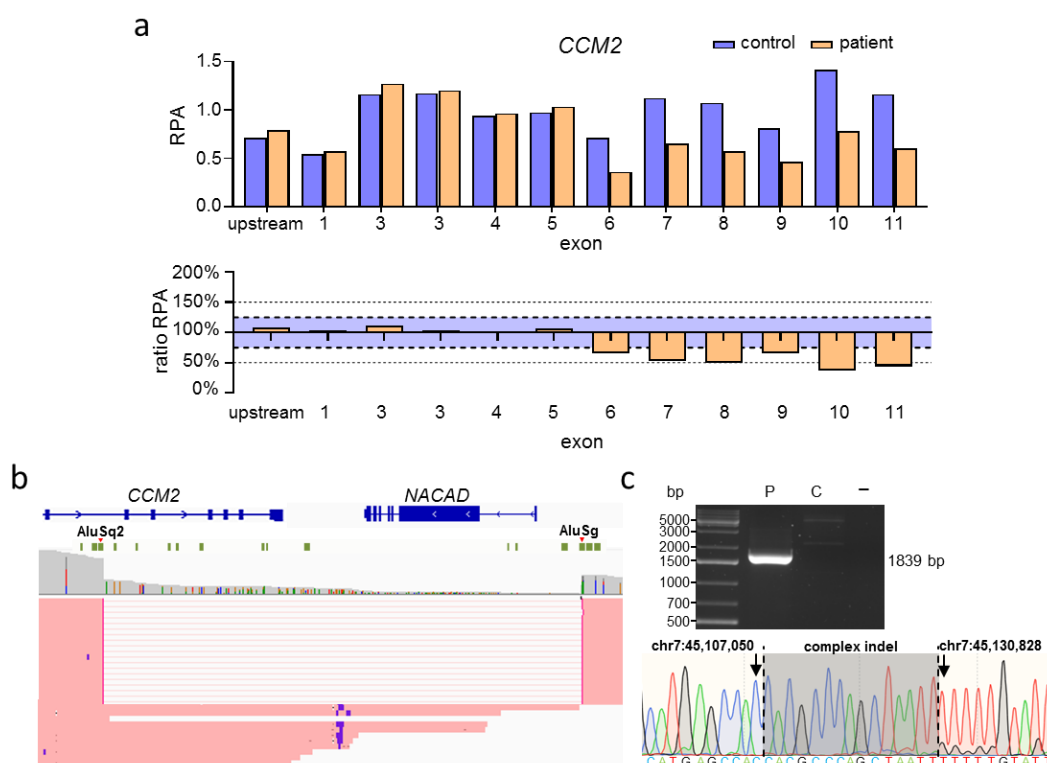 a
CCM2
control
patient
1.5
1.0
0.5
0.0
RPA
upstream 1 3 3 4 5 6 7 8 9 10 11
exon
200%
150%
100%
50%
0%
ratio RPA
upstream 1 3 3 4 5 6 7 8 9 10 11
exon
b
CCM2 NACAD
AluSq2 AluSg
c
bp P C –
5000
3000
2000
1500
1000
700
500
1839 bp
chr7:45,107,050 complex indel chr7:45,130,828
C A T G A G C C A C C A C G C C C A G C T A A T T T T T T G T A T